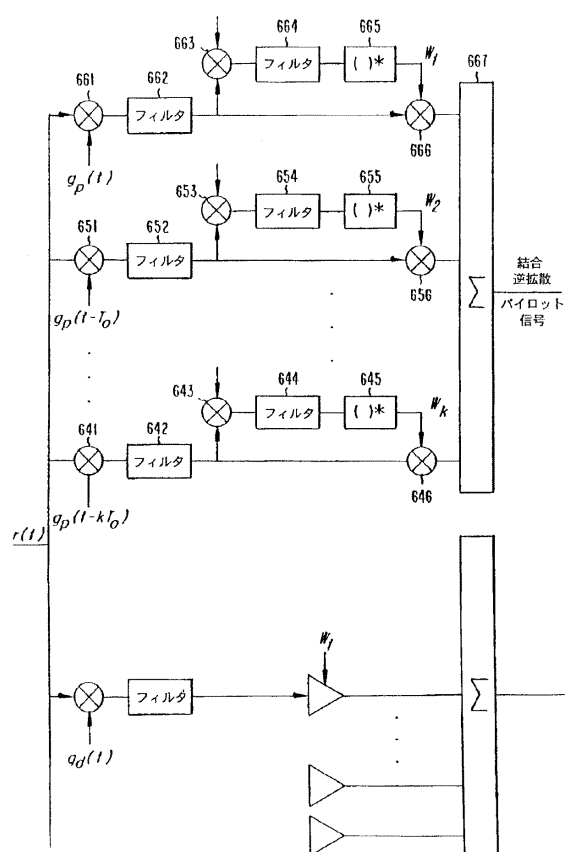 663
664
665
W1
667
661
662
フィルタ
( )*
フィルタ
666
gp(t)
653
654
655
W2
651
652
フィルタ
( )*
フィルタ
656
gp(t-To)
Σ
結合
逆拡散
パイロット
信号
643
644
645
Wk
641
642
フィルタ
( )*
フィルタ
646
gp(t-kTo)
r(t)
W1
フィルタ
Σ
gd(t)